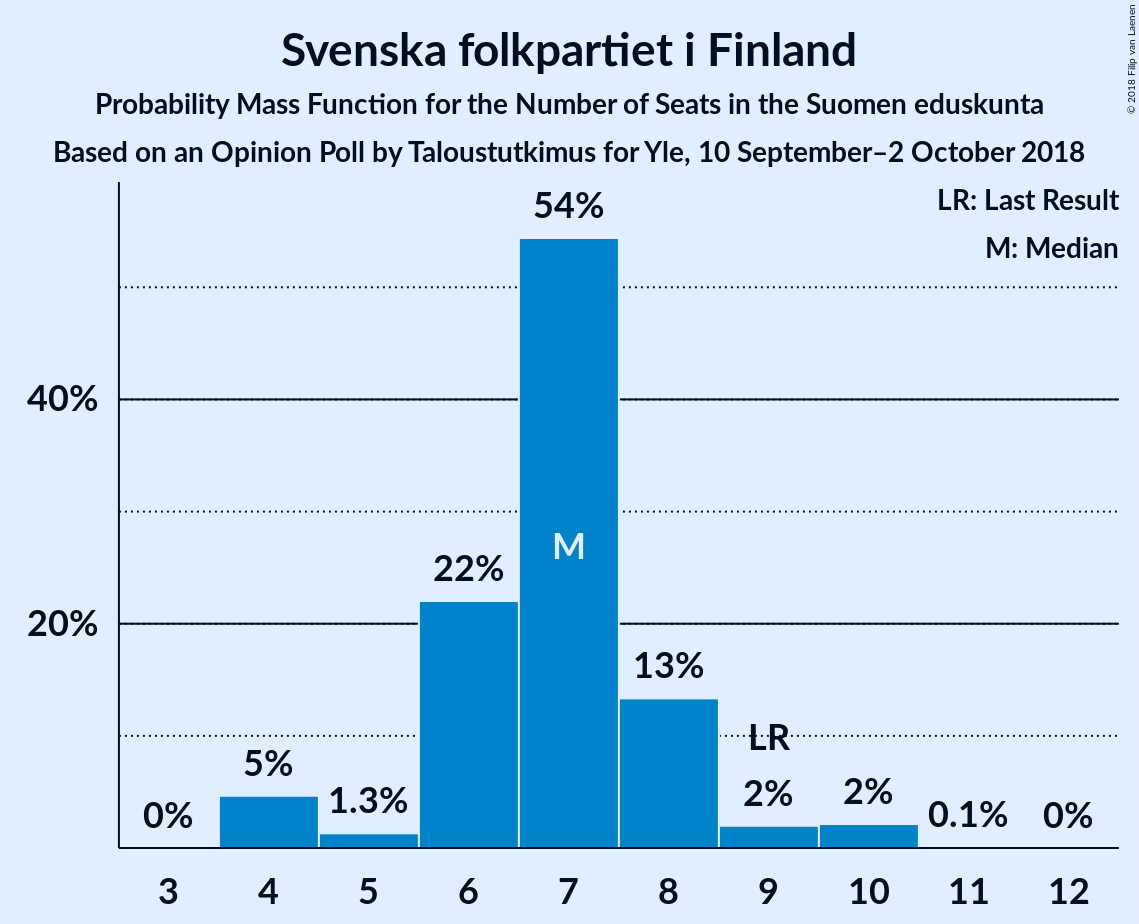 Svenska folkpartiet i Finland
Probability Mass Function for the Number of Seats in the Suomen eduskunta
Based on an Opinion Poll by Taloustutkimus for Yle, 10 September–2 October 2018
© 2018 Filip van Laenen
LR: Last Result
M: Median
54%
40%
M
22%
20%
13%
LR
5%
1.3%
2%
2%
0%
0.1%
0%
3 4 5 6 7 8 9 10 11 12